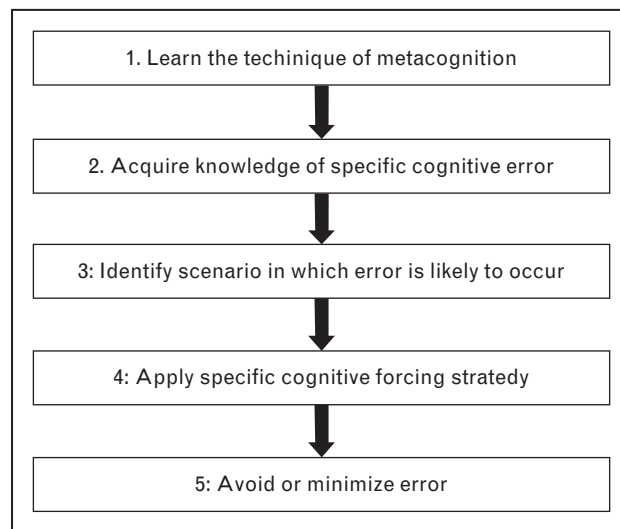 1. Learn the techinique of metacognition
2. Acquire knowledge of specific cognitive error
3: Identify scenario in which error is likely to occur
4: Apply specific cognitive forcing stratedy
5: Avoid or minimize error